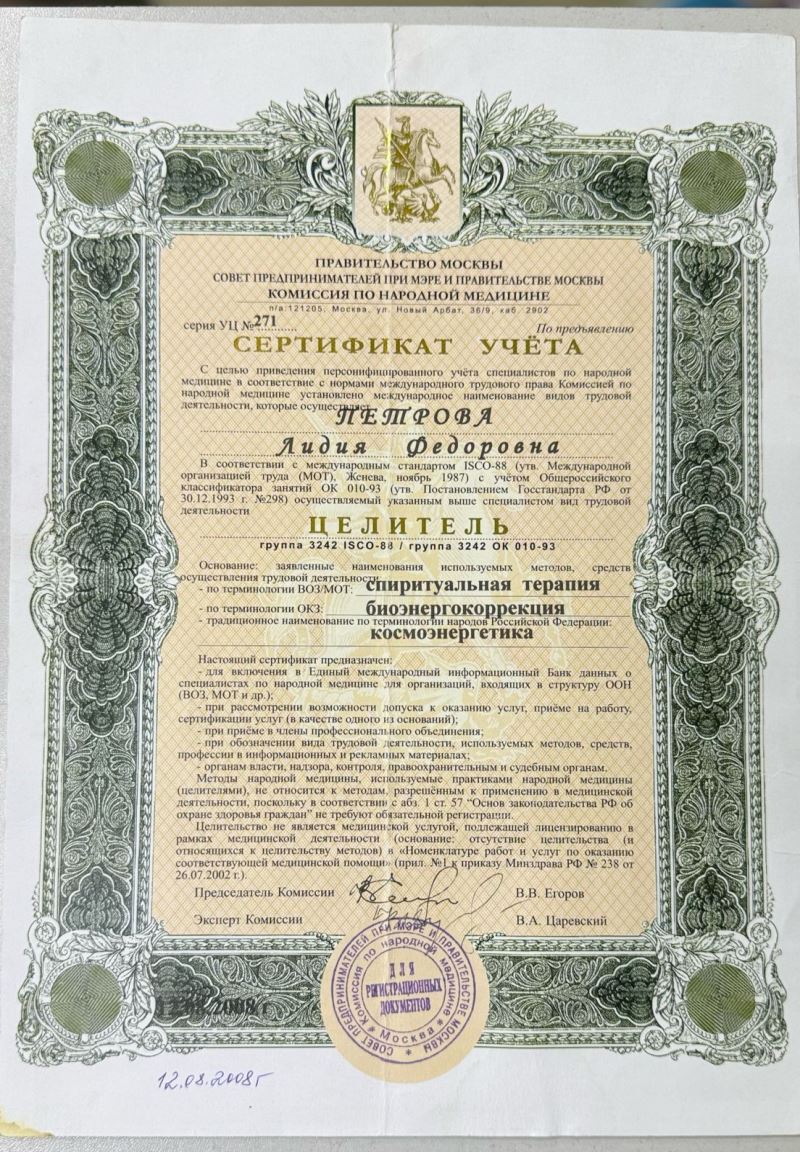 ПРАВИТЕЛЬСТВО МОСКВЫ
СОВЕТ ПРЕДПРИНИМАТЕЛЕЙ ПРИ МЭРЕ И ПРАВИТЕЛЬСТВЕ МОСКВЫ
КОМИССИЯ ПО НАРОДНОЙ МЕДИЦИНЕ
п/а 121205, Москва, ул. Новый Арбат, 36/9, каб. 2902
серия УЦ №271
По предъявлению
СЕРТИФИКАТ УЧЁТА
С целью приведения персонифицированного учёта специалистов по народной
медицине в соответствие с нормами международного трудового права Комиссией по
народной медицине установлено международное наименование видов трудовой
деятельности, которые осуществляет
ПЕТРОВА
Лидия Федоровна
В соответствии с международным стандартом ISCO-88 (утв. Международной
организацией труда (МОТ), Женева, ноябрь 1987) с учётом Общероссийского
классификатора занятий ОК 010-93 (утв. Постановлением Госстандарта РФ от
30.12.1993 г. №298) осуществляемый указанным выше специалистом вид трудовой
деятельности
ЦЕЛИТЕЛЬ
группа 3242 ISCO-88 / группа 3242 ОК 010-93
Основание: заявленные наименования используемых методов, средств
осуществления трудовой деятельности:
- по терминологии ВОЗ/МОТ: спиритуальная терапия
- по терминологии ОКЗ: биоэнергокоррекция
- традиционное наименование по терминологии народов Российской Федерации:
космоэнергетика
Настоящий сертификат предназначен:
- для включения в Единый международный информационный Банк данных о
специалистах по народной медицине для организаций, входящих в структуру ООН
(ВОЗ, МОТ и др.);
- при рассмотрении возможности допуска к оказанию услуг, приёме на работу,
сертификации услуг (в качестве одного из оснований);
- при приёме в члены профессионального объединения;
- при обозначении вида трудовой деятельности, используемых методов, средств,
профессии в информационных и рекламных материалах;
- органам власти, надзора, контроля, правоохранительным и судебным органам.
Методы народной медицины, используемые практиками народной медицины
(целителями), не относится к методам, разрешённым к применению в медицинской
деятельности, поскольку в соответствии с абз. 1 ст. 57 "Основ законодательства РФ об
охране здоровья граждан" не требуют обязательной регистрации.
Целительство не является медицинской услугой, подлежащей лицензированию в
рамках медицинской деятельности (основание: отсутствие целительства (и
относящихся к целительству методов) в «Номенклатуре работ и услуг по оказанию
соответствующей медицинской помощи» (прил. №1 к приказу Минздрава РФ № 238 от
26.07.2002 г.).
Председатель Комиссии В.В. Егоров
Эксперт Комиссии В.А. Царевский
СОВЕТ ПРЕДПРИНИМАТЕЛЕЙ ПРИ МЭРЕ И ПРАВИТЕЛЬСТВЕ МОСКВЫ
Комиссия по народной медицине
ДЛЯ
РЕГИСТРАЦИОННЫХ
ДОКУМЕНТОВ
Москва
2008 г
12.08.2008г